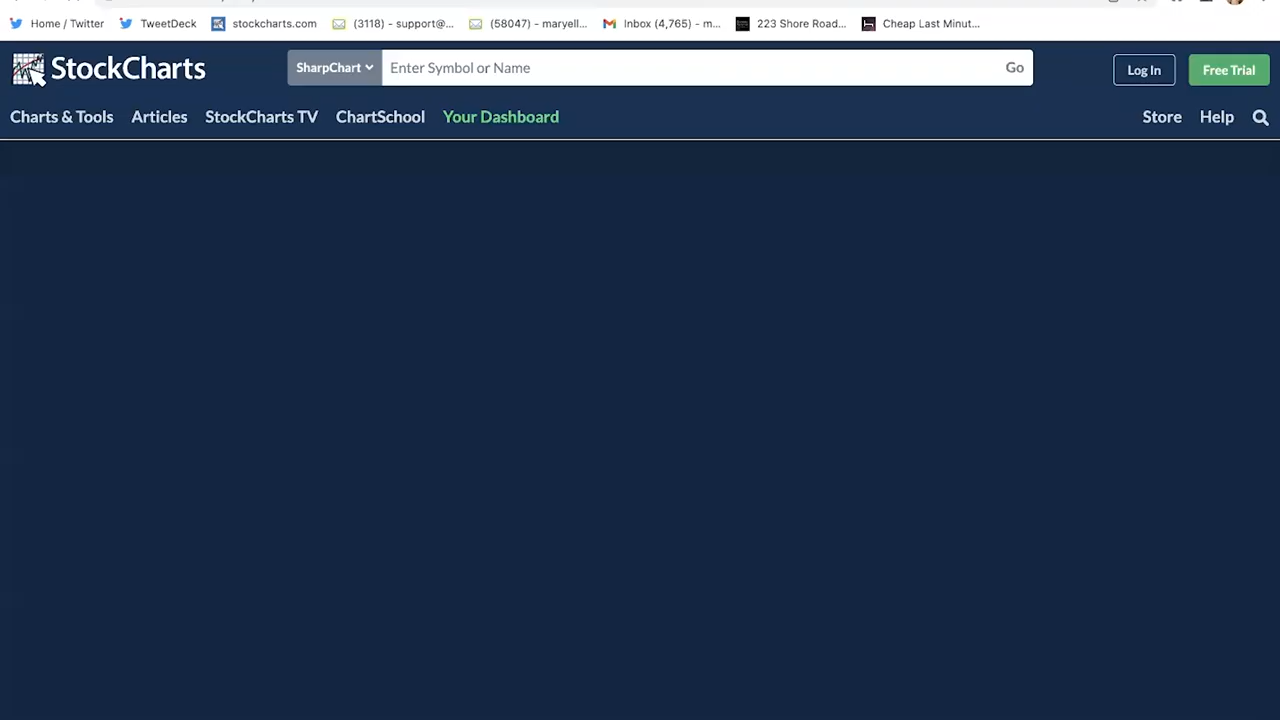 Home / Twitter TweetDeck stockcharts.com (3118) - support@... (58047) - maryell... Inbox (4,765) - m... 223 Shore Road... Cheap Last Minut...
StockCharts SharpChart Enter Symbol or Name Go Log In Free Trial
Charts & Tools Articles StockCharts TV ChartSchool Your Dashboard Store Help